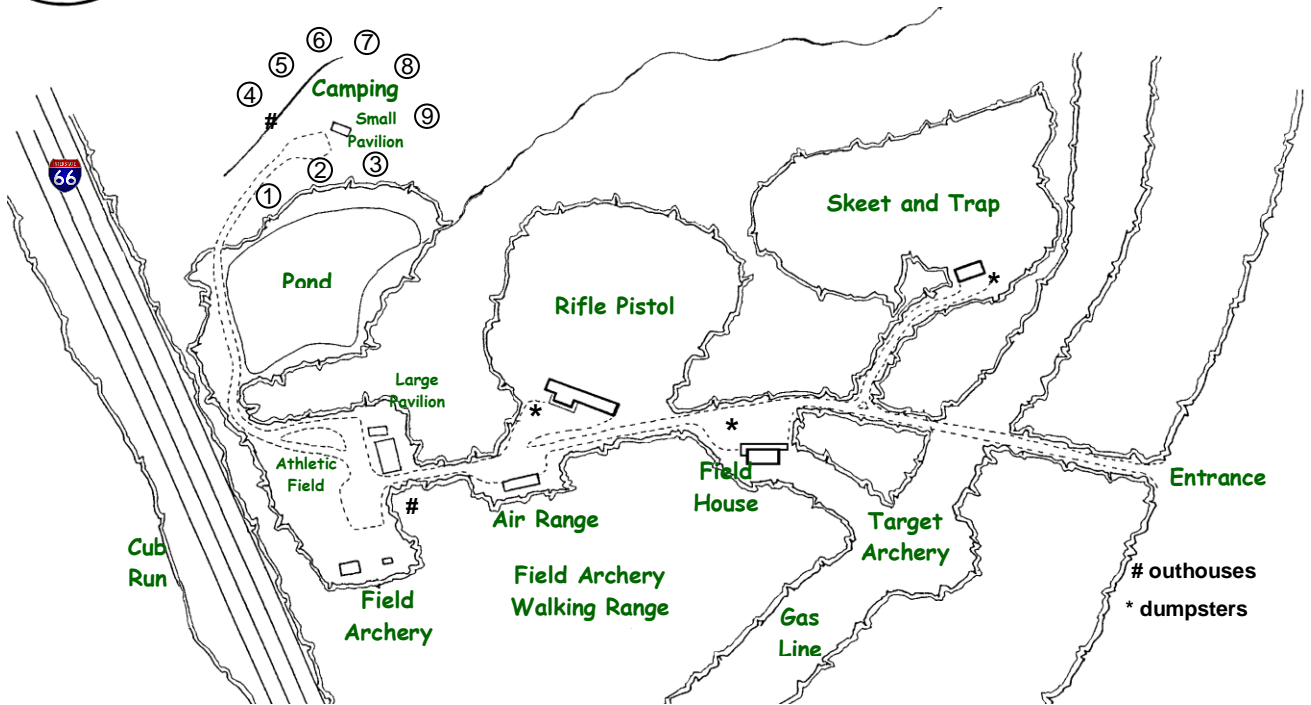 ⑥
⑦
⑤
⑧
④
Camping
⑨
#
Small
Pavilion
③
②
①
INTERSTATE
66
Skeet and Trap
*
Pond
Rifle Pistol
Large
Pavilion
*
*
Athletic
Field
Field
House
Entrance
#
Air Range
Target
Archery
Cub
Run
Field Archery
Walking Range
# outhouses
* dumpsters
Field
Archery
Gas
Line